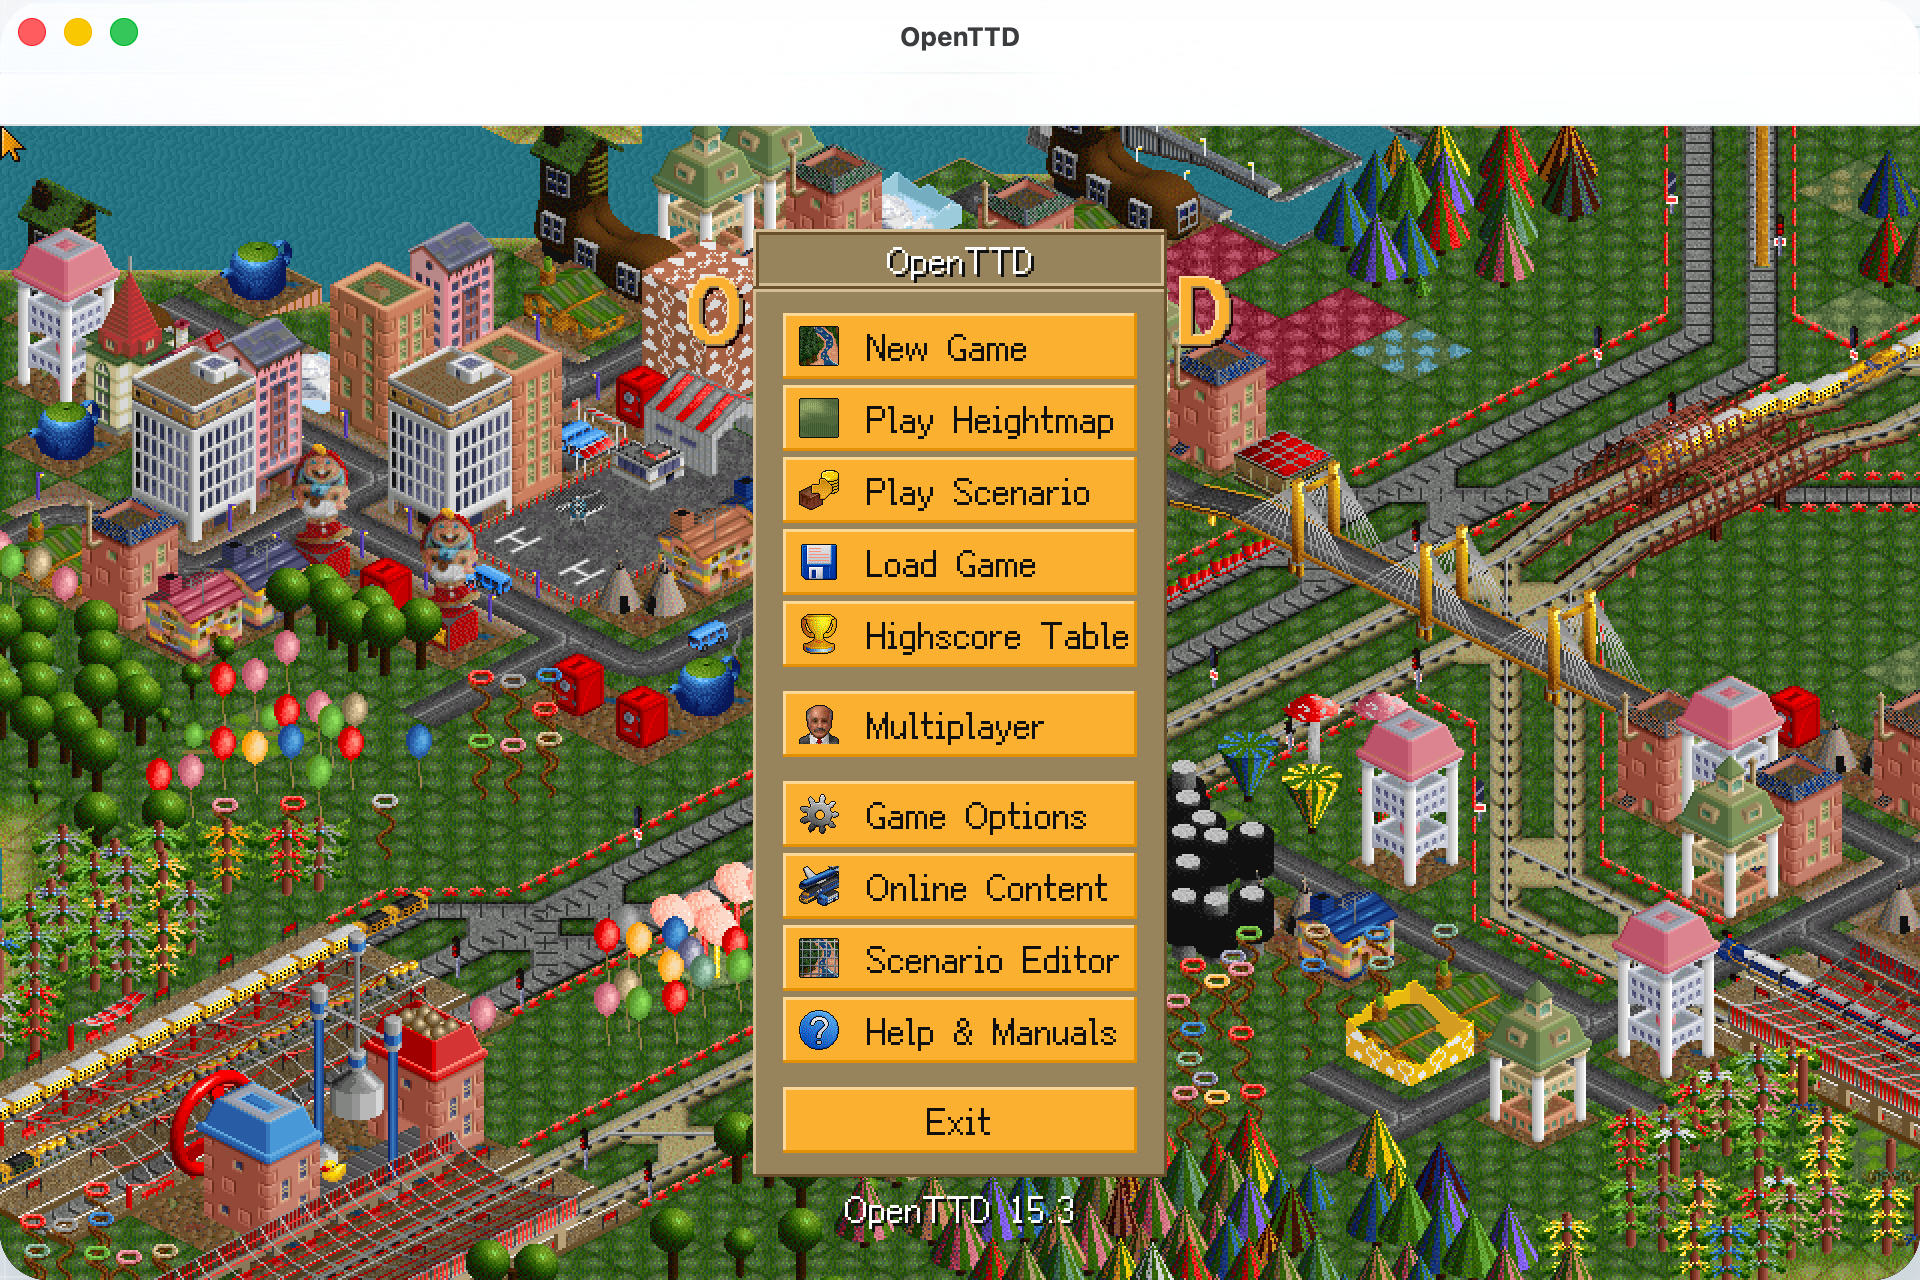 OpenTTD
OpenTTD
O D
New Game
Play Heightmap
Play Scenario
Load Game
Highscore Table
Multiplayer
Game Options
Online Content
Scenario Editor
Help & Manuals
Exit
OpenTTD 15.3